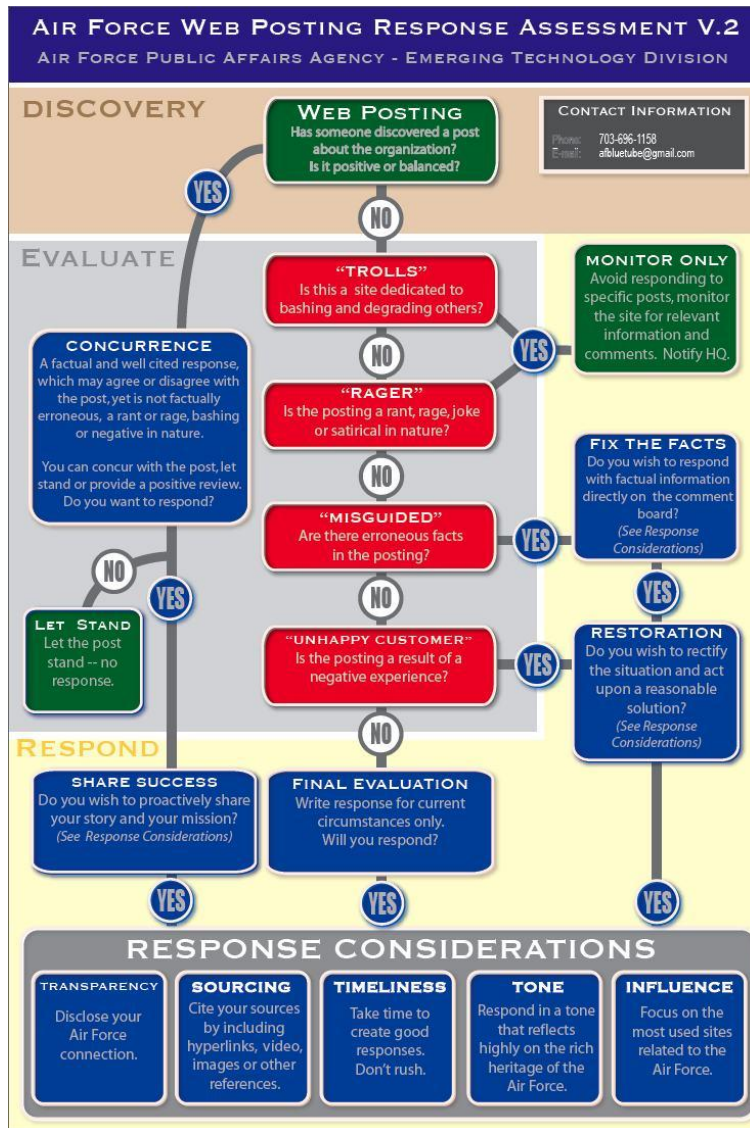 AIR FORCE WEB POSTING RESPONSE ASSESSMENT V.2
AIR FORCE PUBLIC AFFAIRS AGENCY - EMERGING TECHNOLOGY DIVISION
DISCOVERY
WEB POSTING
Has someone discovered a post
about the organization?
Is it positive or balanced?
CONTACT INFORMATION
Phone: 703-696-1158
E-mail: afbluetube@gmail.com
YES
NO
EVALUATE
"TROLLS"
Is this a site dedicated to
bashing and degrading others?
MONITOR ONLY
Avoid responding to
specific posts, monitor
the site for relevant
information and
comments. Notify HQ.
CONCURRENCE
A factual and well cited response,
which may agree or disagree with
the post, yet is not factually
erroneous, a rant or rage, bashing
or negative in nature.
You can concur with the post, let
stand or provide a positive review.
Do you want to respond?
NO
YES
"RAGER"
Is the posting a rant, rage, joke
or satirical in nature?
NO
FIX THE FACTS
Do you wish to respond
with factual information
directly on the comment
board?
(See Response
Considerations)
"MISGUIDED"
Are there erroneous facts
in the posting?
YES
NO
YES
NO
YES
LET STAND
Let the post
stand -- no
response.
"UNHAPPY CUSTOMER"
Is the posting a result of a
negative experience?
YES
RESTORATION
Do you wish to rectify
the situation and act
upon a reasonable
solution?
(See Response
Considerations)
NO
RESPOND
SHARE SUCCESS
Do you wish to proactively share
your story and your mission?
(See Response Considerations)
FINAL EVALUATION
Write response for current
circumstances only.
Will you respond?
YES
YES
YES
RESPONSE CONSIDERATIONS
TRANSPARENCY
Disclose your
Air Force
connection.
SOURCING
Cite your sources
by including
hyperlinks, video,
images or other
references.
TIMELINESS
Take time to
create good
responses.
Don't rush.
TONE
Respond in a tone
that reflects
highly on the rich
heritage of the
Air Force.
INFLUENCE
Focus on the
most used sites
related to the
Air Force.